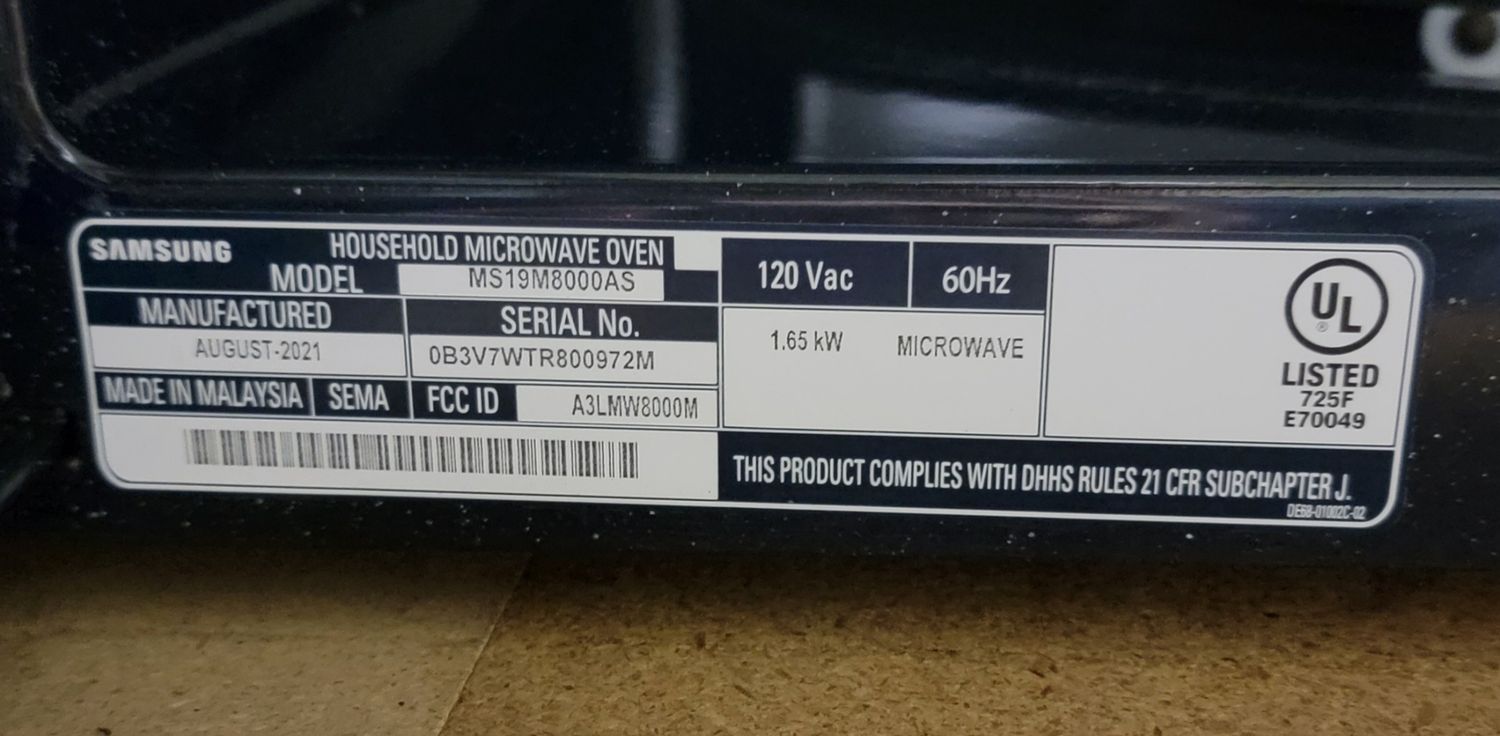 SAMSUNG HOUSEHOLD MICROWAVE OVEN
MODEL MS19M8000AS
MANUFACTURED SERIAL No.
AUGUST-2021 0B3V7WTR800972M
MADE IN MALAYSIA SEMA FCC ID A3LMW8000M
120 Vac 60Hz
1.65 kW MICROWAVE
UL ®
LISTED
725F
E70049
THIS PRODUCT COMPLIES WITH DHHS RULES 21 CFR SUBCHAPTER J.
DE68-01002C-02